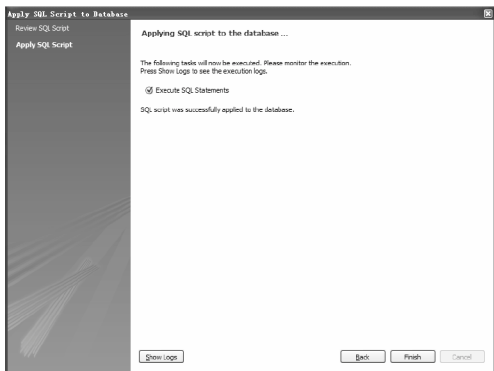 Apply SQL Script to Database
Review SQL Script
Apply SQL Script
Applying SQL script to the database ...
The following tasks will now be executed. Please monitor the execution.
Press Show Logs to see the execution logs.
Execute SQL Statements
SQL script was successfully applied to the database.
Show Logs
Back
Finish
Cancel